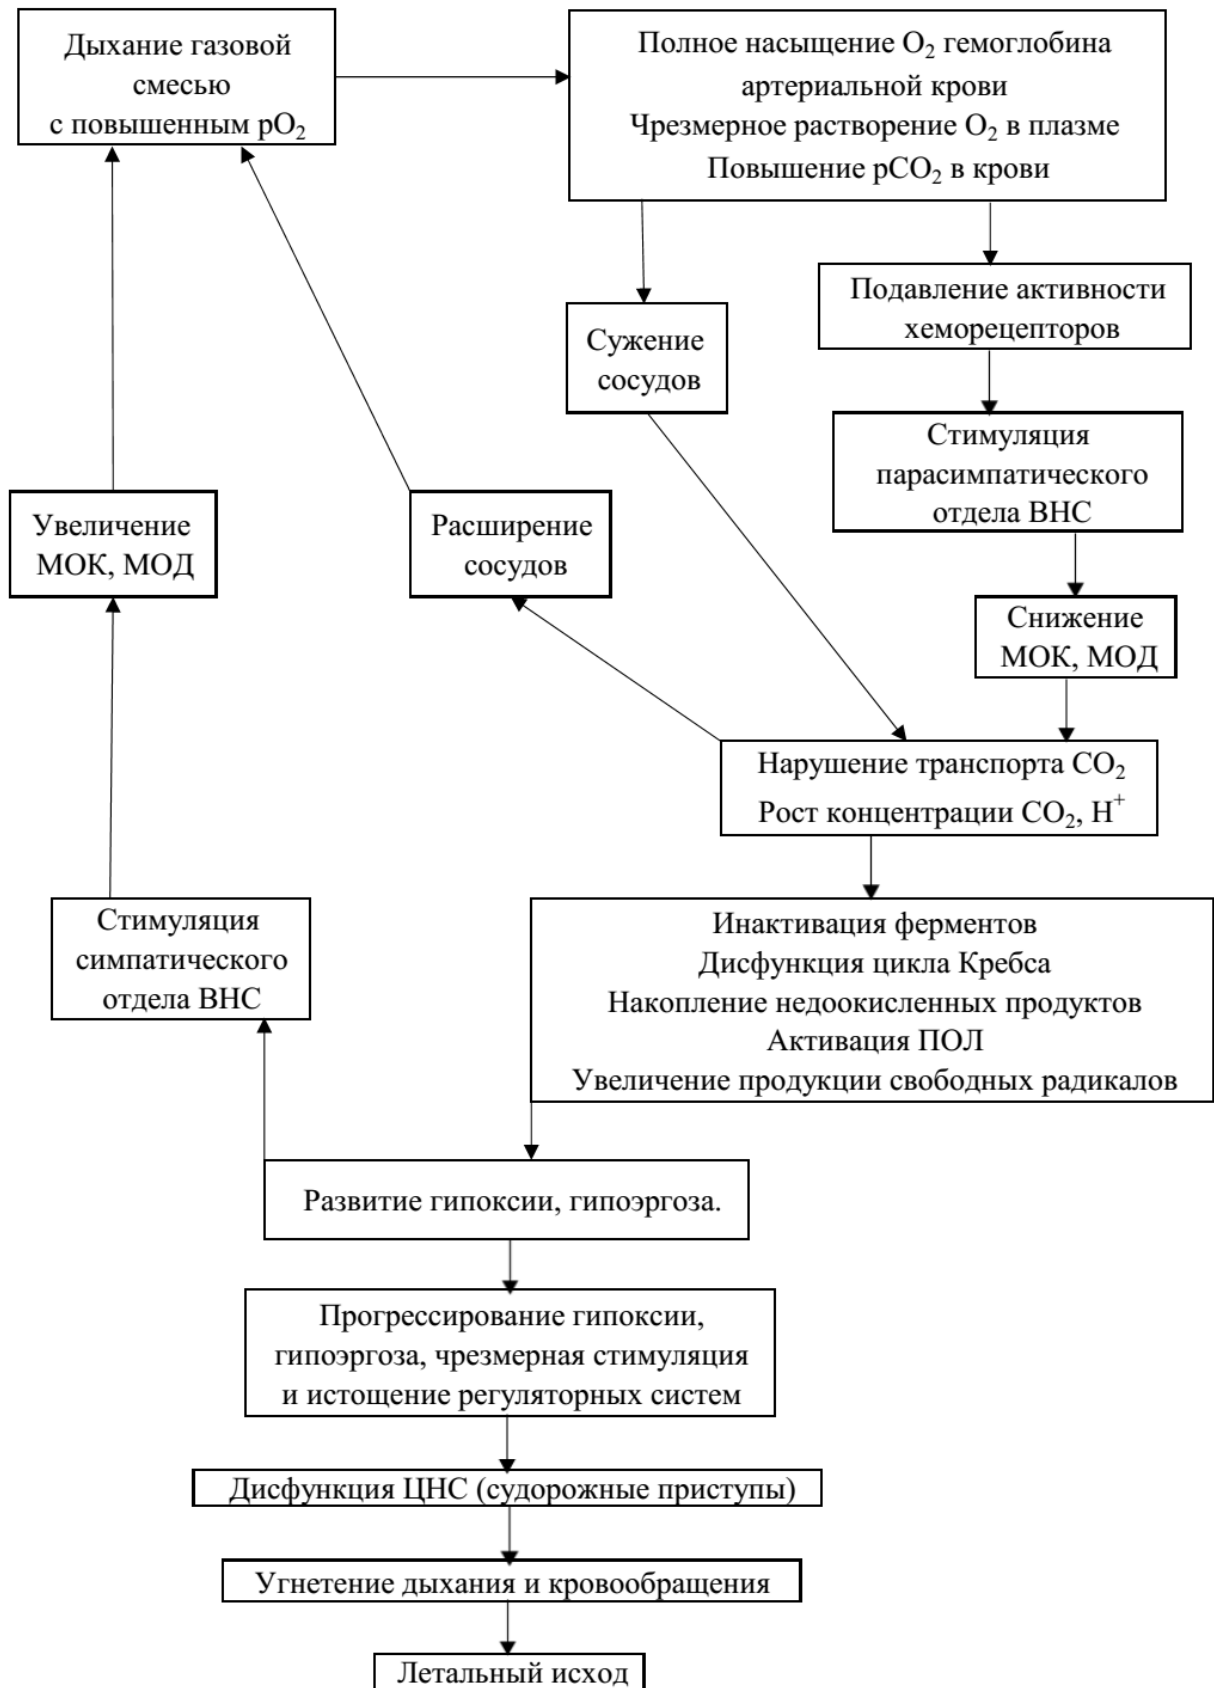 Дыхание газовой
смесью
с повышенным pO₂
Полное насыщение O₂ гемоглобина
артериальной крови
Чрезмерное растворение O₂ в плазме
Повышение pCO₂ в крови
Подавление активности
хеморецепторов
Сужение
сосудов
Стимуляция
парасимпатического
отдела ВНС
Увеличение
МОК, МОД
Расширение
сосудов
Снижение
МОК, МОД
Нарушение транспорта CO₂
Рост концентрации CO₂, H⁺
Стимуляция
симпатического
отдела ВНС
Инактивация ферментов
Дисфункция цикла Кребса
Накопление недоокисленных продуктов
Активация ПОЛ
Увеличение продукции свободных радикалов
Развитие гипоксии, гипоэргоза.
Прогрессирование гипоксии,
гипоэргоза, чрезмерная стимуляция
и истощение регуляторных систем
Дисфункция ЦНС (судорожные приступы)
Угнетение дыхания и кровообращения
Летальный исход